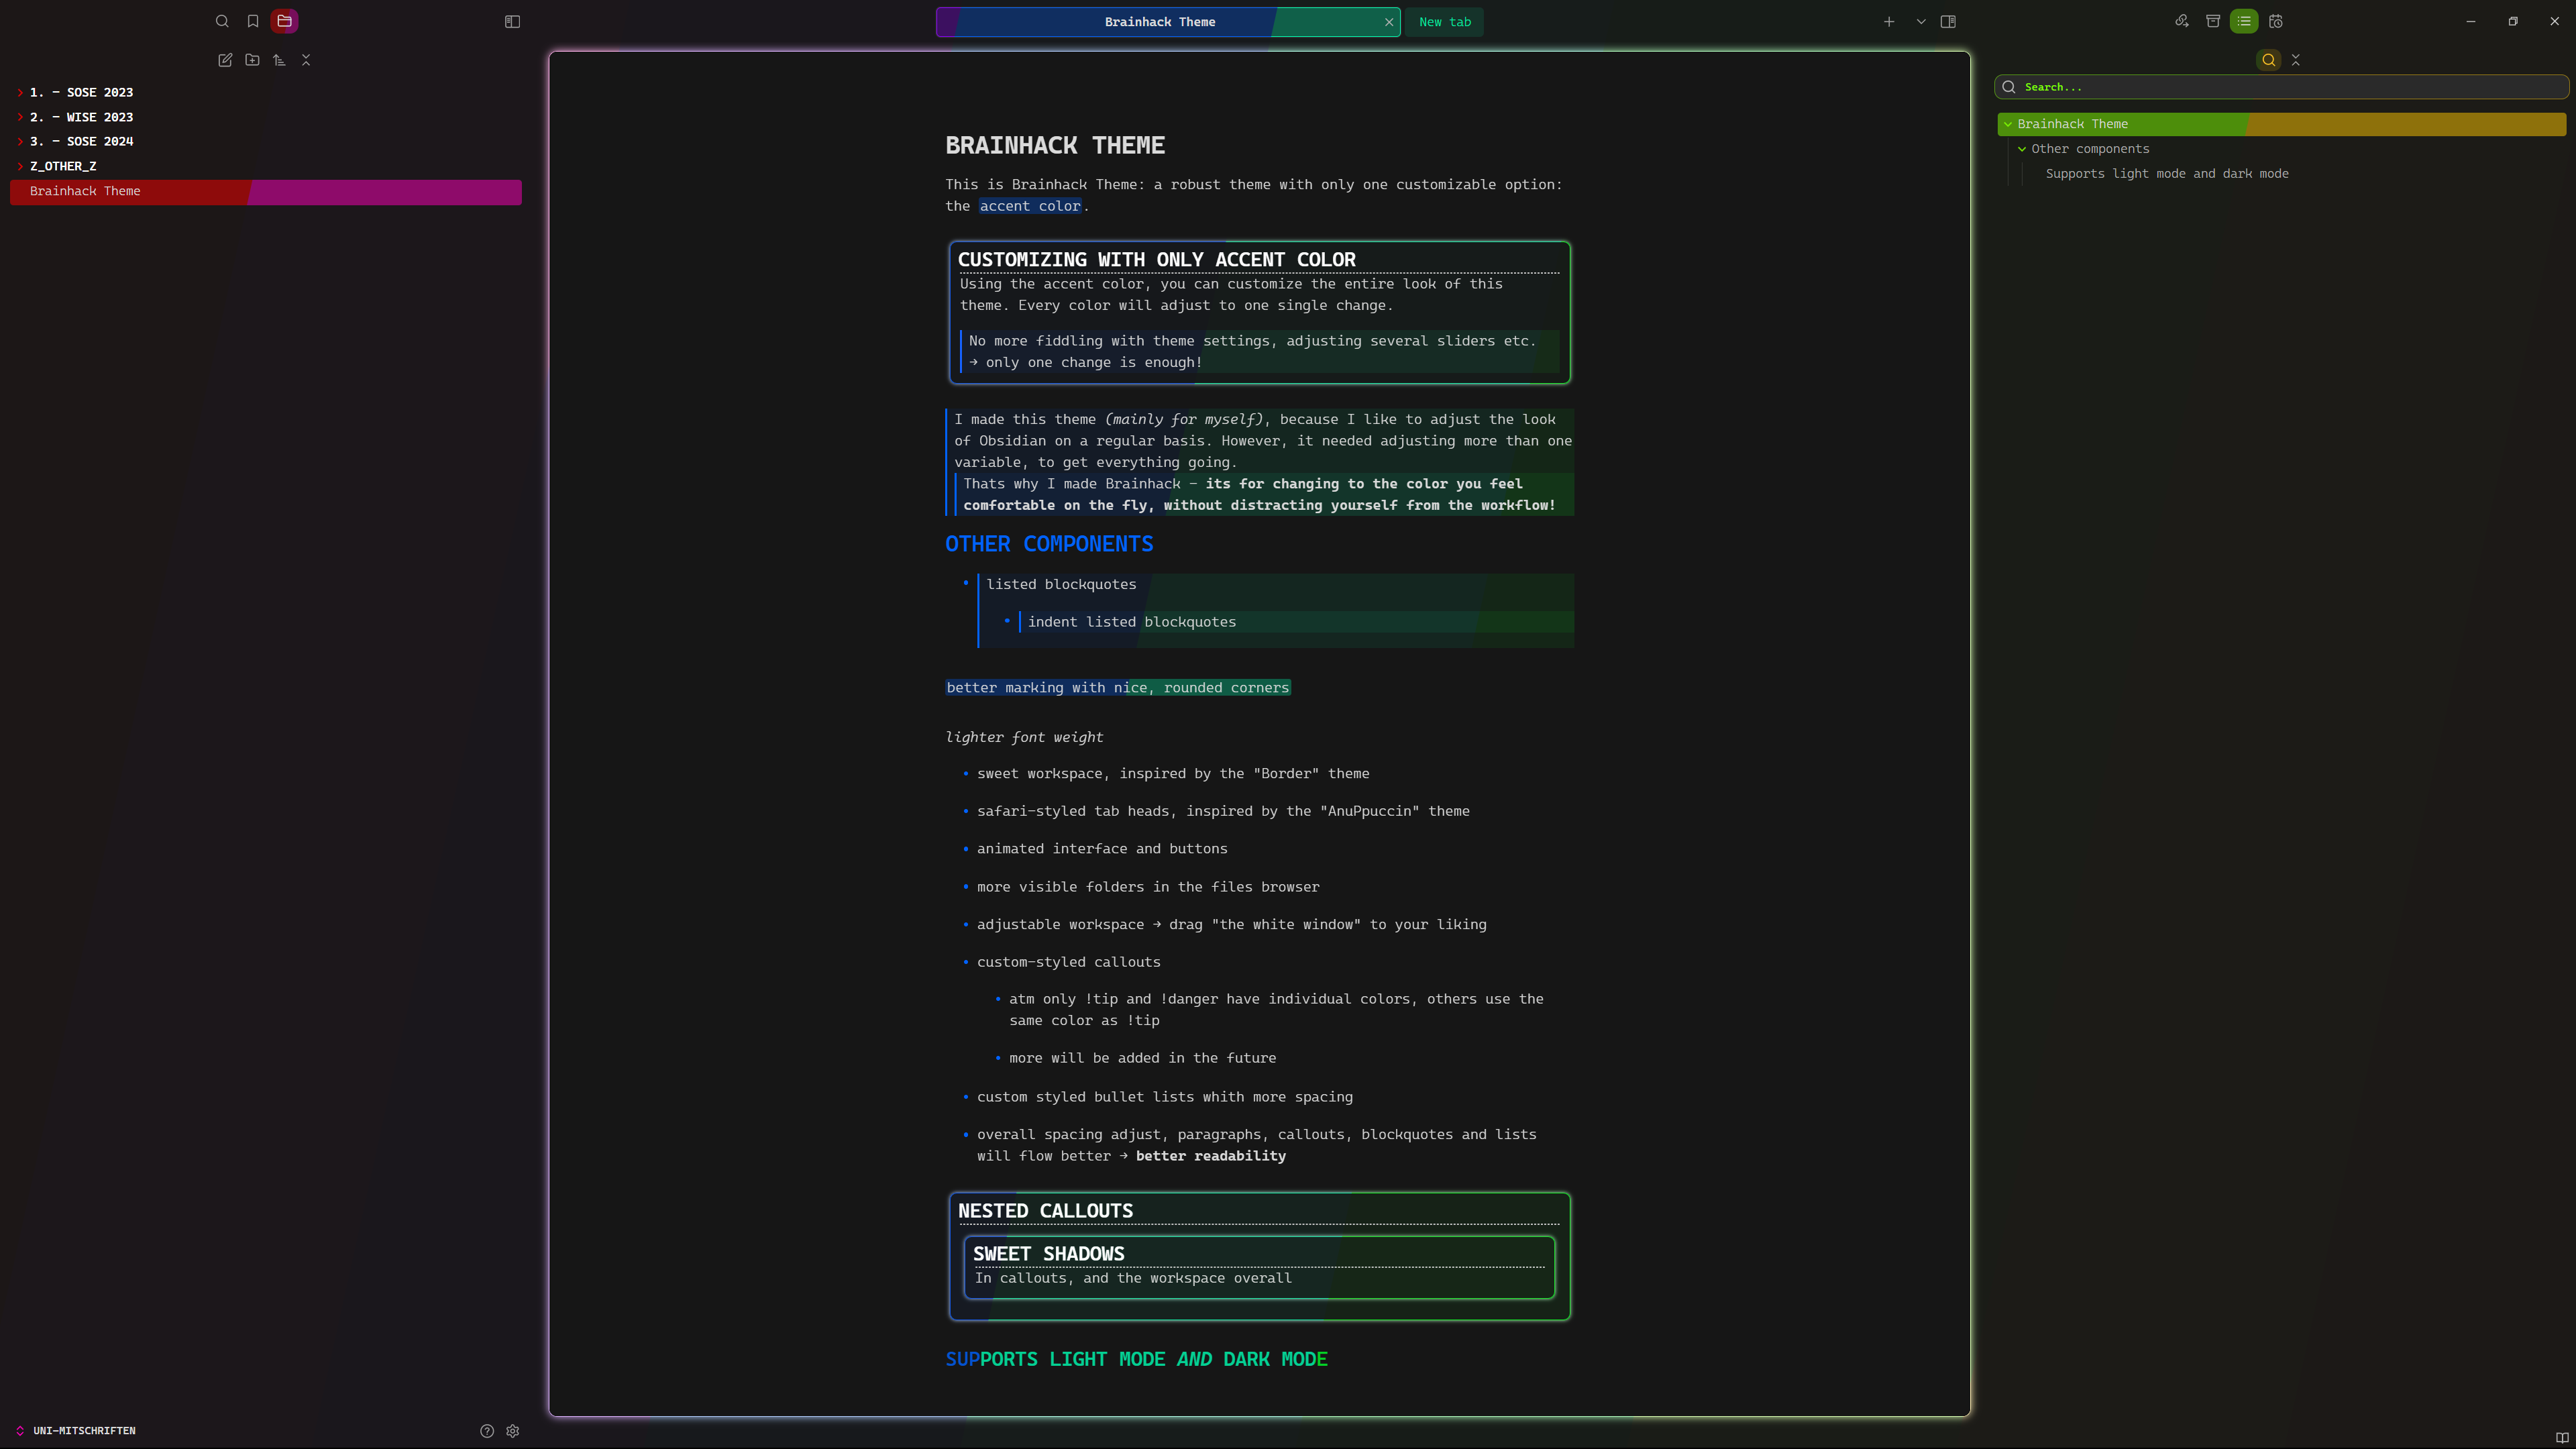 Brainhack Theme
New tab
1. - SOSE 2023
2. - WISE 2023
3. - SOSE 2024
Z_OTHER_Z
Brainhack Theme
UNI-MITSCHRIFTEN
BRAINHACK THEME
This is Brainhack Theme: a robust theme with only one customizable option:
the accent color.
CUSTOMIZING WITH ONLY ACCENT COLOR
Using the accent color, you can customize the entire look of this
theme. Every color will adjust to one single change.
No more fiddling with theme settings, adjusting several sliders etc.
→ only one change is enough!
I made this theme (mainly for myself), because I like to adjust the look
of Obsidian on a regular basis. However, it needed adjusting more than one
variable, to get everything going.
Thats why I made Brainhack - its for changing to the color you feel
comfortable on the fly, without distracting yourself from the workflow!
OTHER COMPONENTS
• listed blockquotes
• indent listed blockquotes
better marking with nice, rounded corners
lighter font weight
• sweet workspace, inspired by the "Border" theme
• safari-styled tab heads, inspired by the "AnuPpuccin" theme
• animated interface and buttons
• more visible folders in the files browser
• adjustable workspace → drag "the white window" to your liking
• custom-styled callouts
• atm only !tip and !danger have individual colors, others use the
same color as !tip
• more will be added in the future
• custom styled bullet lists whith more spacing
• overall spacing adjust, paragraphs, callouts, blockquotes and lists
will flow better → better readability
NESTED CALLOUTS
SWEET SHADOWS
In callouts, and the workspace overall
SUPPORTS LIGHT MODE AND DARK MODE
Search...
Brainhack Theme
Other components
Supports light mode and dark mode